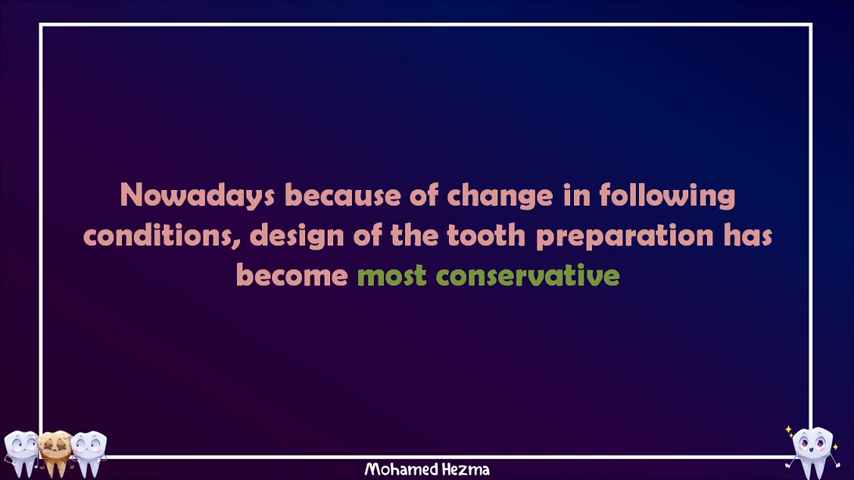 Nowadays because of change in following
conditions, design of the tooth preparation has
become most conservative
Mohamed Hezma